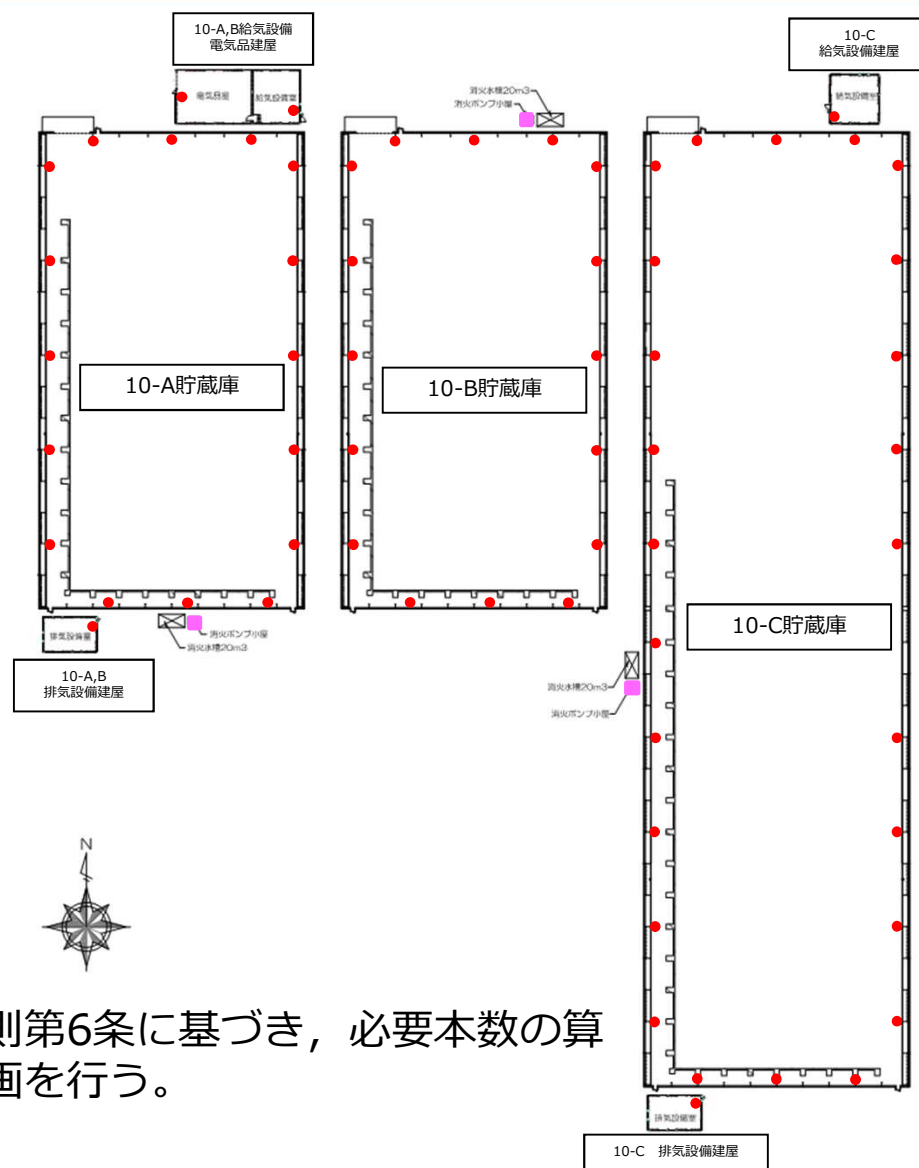 10-A,B給気設備
電気品建屋
10-C
給気設備建屋
電気品室
給気設備室
消火水槽20m3
消火ポンプ小屋
給気設備室
10-A貯蔵庫
10-B貯蔵庫
10-C貯蔵庫
排気設備室
消火ポンプ小屋
消火水槽20m3
10-A,B
排気設備建屋
消火水槽20m3
消火ポンプ小屋
N
則第6条に基づき，必要本数の算
画を行う。
排気設備室
10-C 排気設備建屋